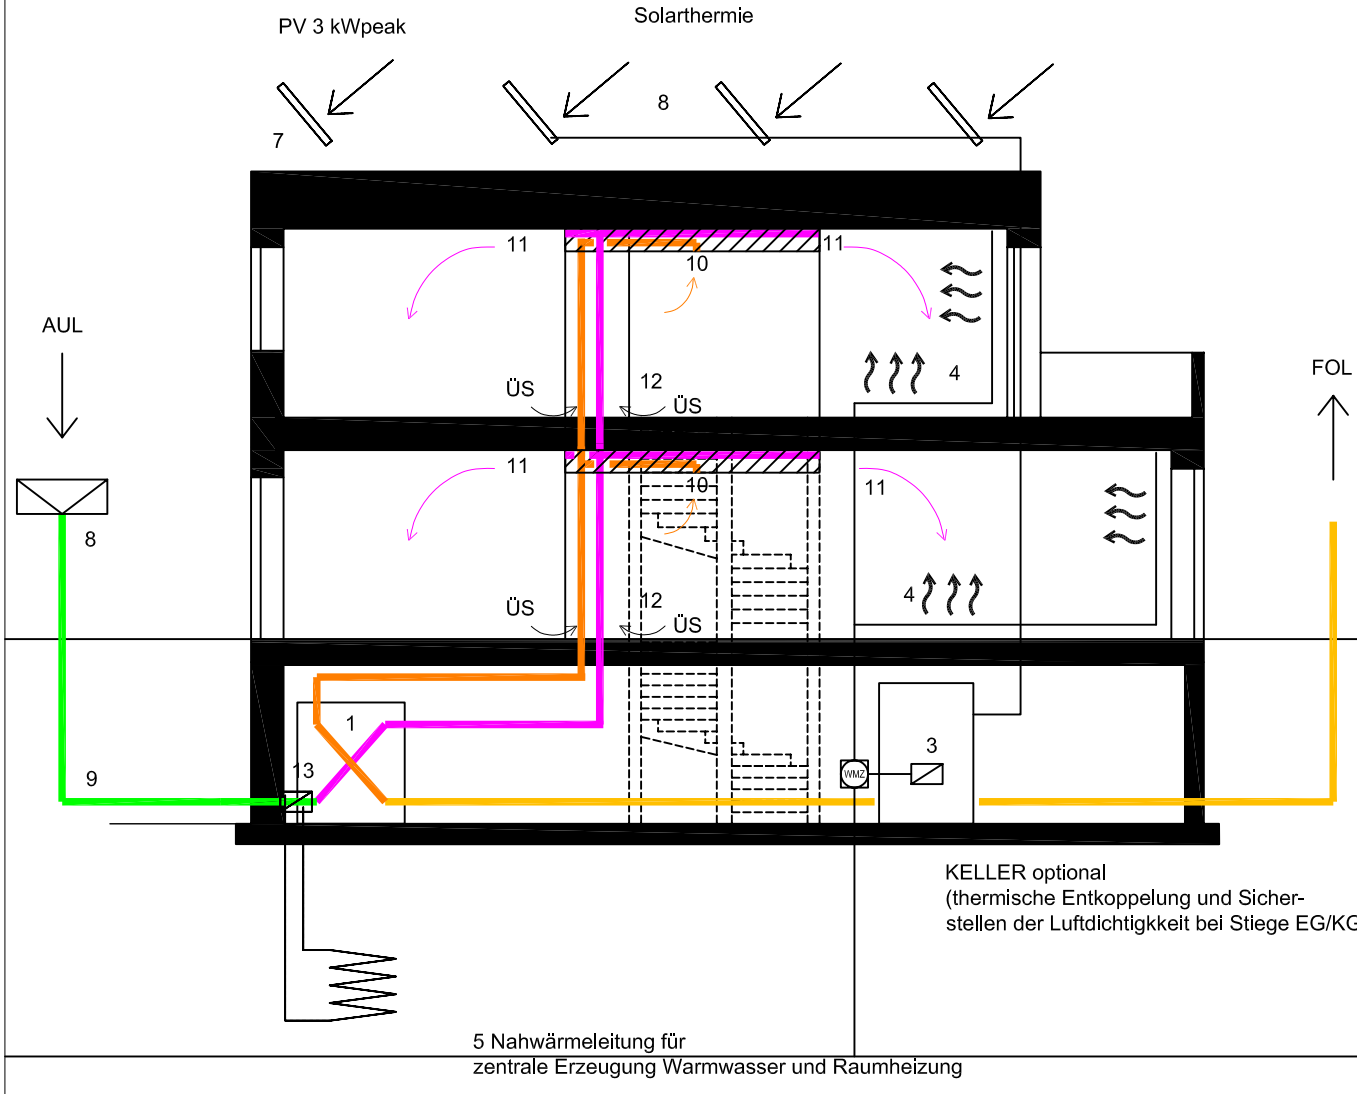 Solarthermie
PV 3 kWpeak
8
7
11
11
10
AUL
FOL
4
12
ÜS
ÜS
11
10
11
8
4
12
ÜS
ÜS
1
3
13
WMZ
9
KELLER optional
(thermische Entkoppelung und Sicher-
stellen der Luftdichtigkkeit bei Stiege EG/KG
5 Nahwärmeleitung für
zentrale Erzeugung Warmwasser und Raumheizung